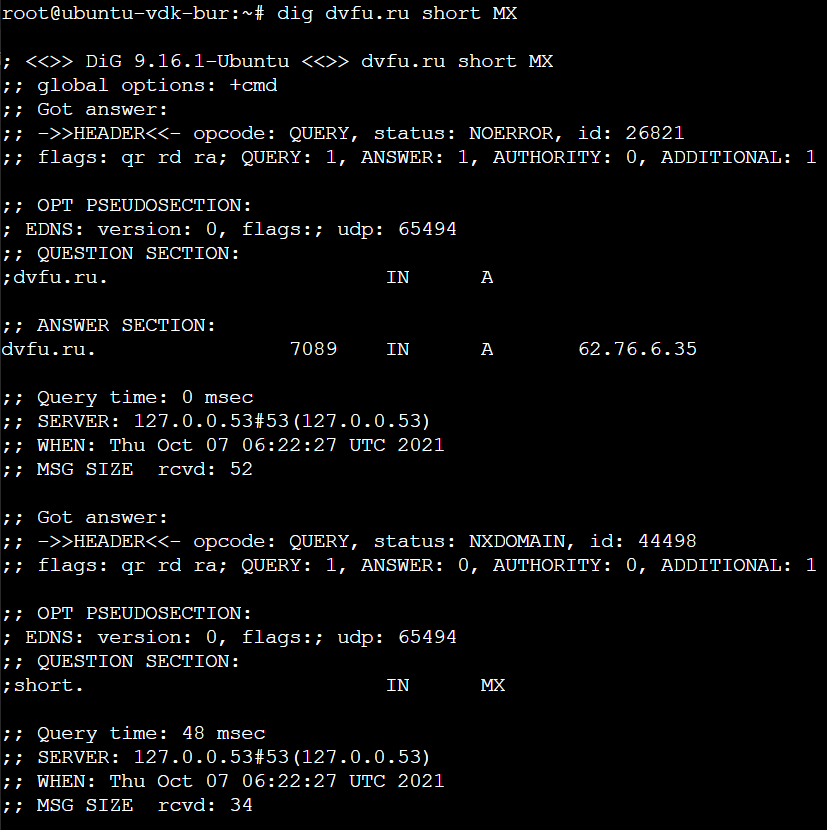 root@ubuntu-vdk-bur:~# dig dvfu.ru short MX
; <<>> DiG 9.16.1-Ubuntu <<>> dvfu.ru short MX
;; global options: +cmd
;; Got answer:
;; ->>HEADER<<- opcode: QUERY, status: NOERROR, id: 26821
;; flags: qr rd ra; QUERY: 1, ANSWER: 1, AUTHORITY: 0, ADDITIONAL: 1
;; OPT PSEUDOSECTION:
; EDNS: version: 0, flags:; udp: 65494
;; QUESTION SECTION:
;dvfu.ru. IN A
;; ANSWER SECTION:
dvfu.ru. 7089 IN A 62.76.6.35
;; Query time: 0 msec
;; SERVER: 127.0.0.53#53(127.0.0.53)
;; WHEN: Thu Oct 07 06:22:27 UTC 2021
;; MSG SIZE rcvd: 52
;; Got answer:
;; ->>HEADER<<- opcode: QUERY, status: NXDOMAIN, id: 44498
;; flags: qr rd ra; QUERY: 1, ANSWER: 0, AUTHORITY: 0, ADDITIONAL: 1
;; OPT PSEUDOSECTION:
; EDNS: version: 0, flags:; udp: 65494
;; QUESTION SECTION:
;short. IN MX
;; Query time: 48 msec
;; SERVER: 127.0.0.53#53(127.0.0.53)
;; WHEN: Thu Oct 07 06:22:27 UTC 2021
;; MSG SIZE rcvd: 34